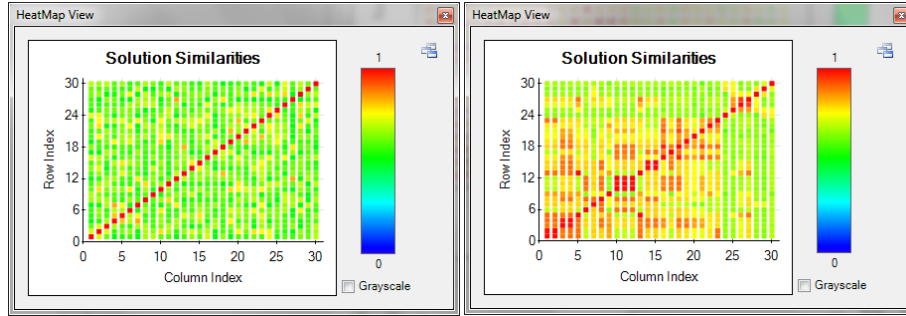 HeatMap View
Solution Similarities
30
24
18
12
6
0
0 5 10 15 20 25 30
Row Index
Column Index
1
0
Grayscale
HeatMap View
Solution Similarities
30
24
18
12
6
0
0 5 10 15 20 25 30
Row Index
Column Index
1
0
Grayscale